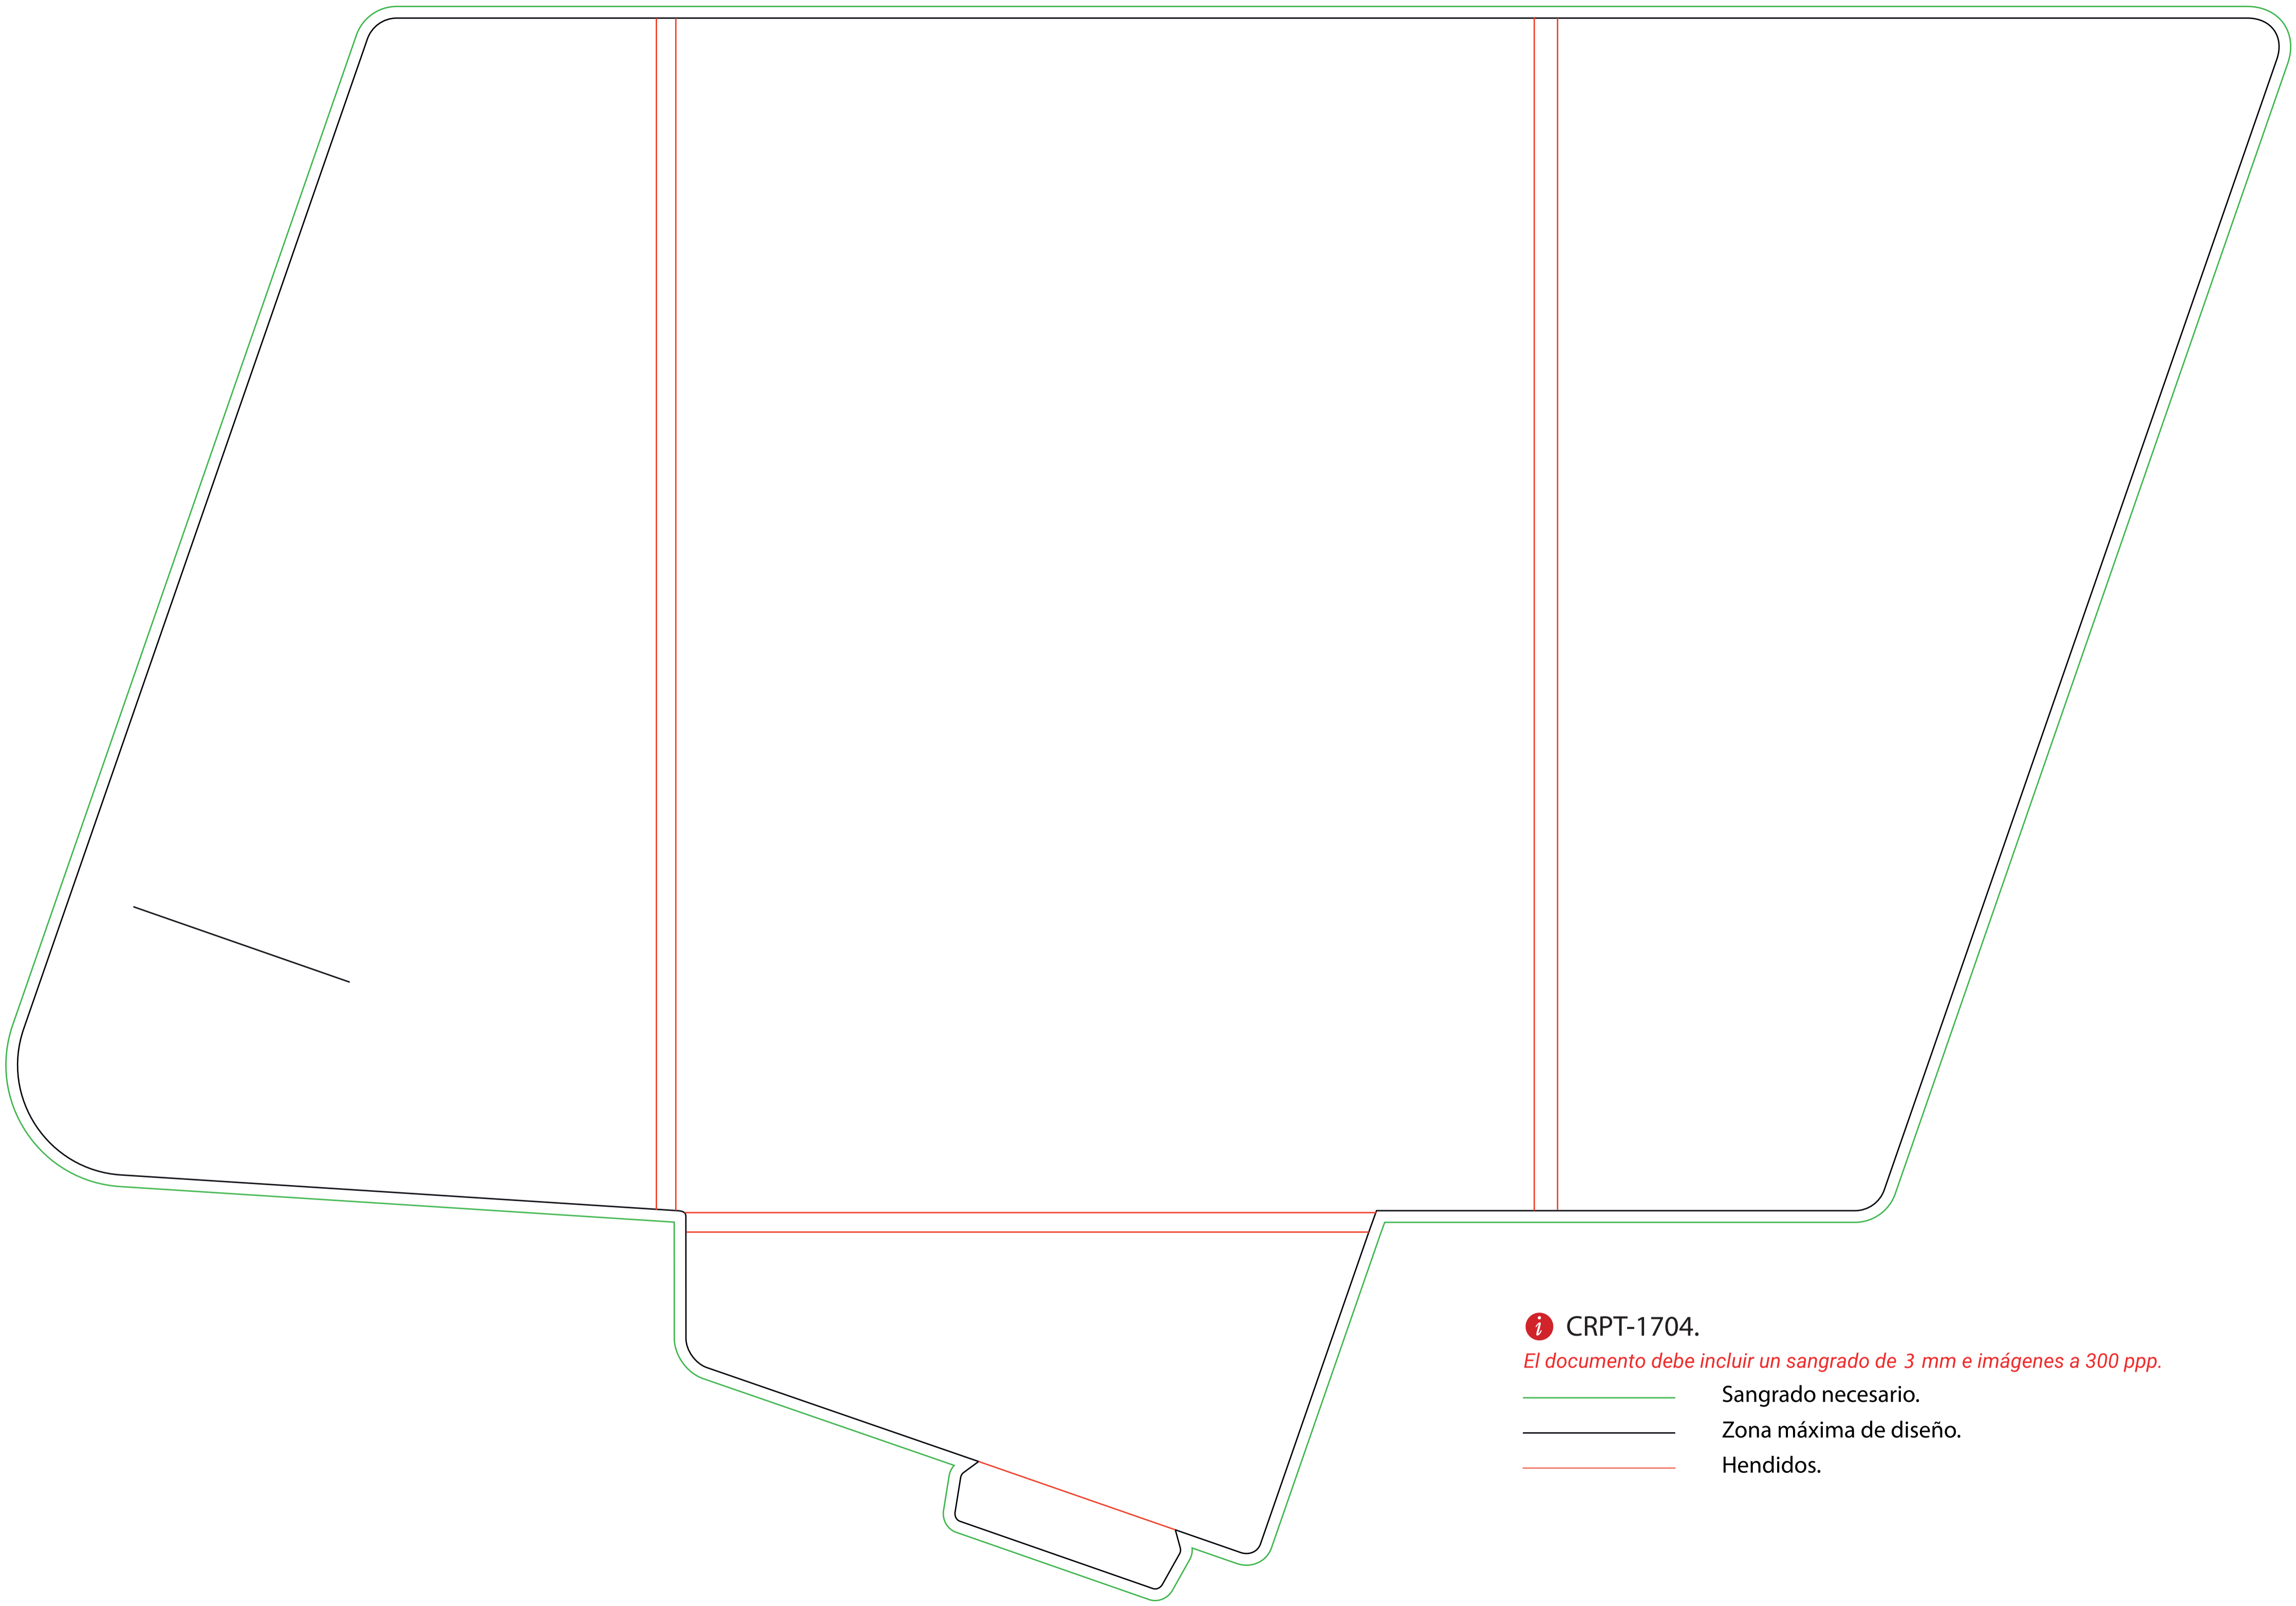 i CRPT-1704.
El documento debe incluir un sangrado de 3 mm e imágenes a 300 ppp.
Sangrado necesario.
Zona máxima de diseño.
Hendidos.